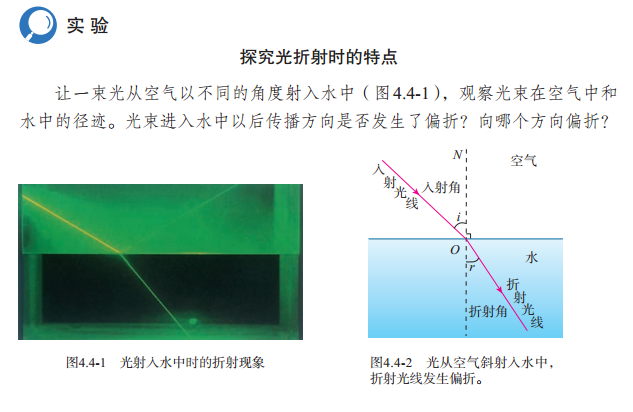 实验
探究光折射时的特点
让一束光从空气以不同的角度射入水中（图4.4-1），观察光束在空气中和
水中的径迹。光束进入水中以后传播方向是否发生了偏折？向哪个方向偏折？
N
空气
入射光线
入射角
i
O
r
水
折射光线
折射角
图4.4-1 光射入水中时的折射现象
图4.4-2 光从空气斜射入水中，
折射光线发生偏折。